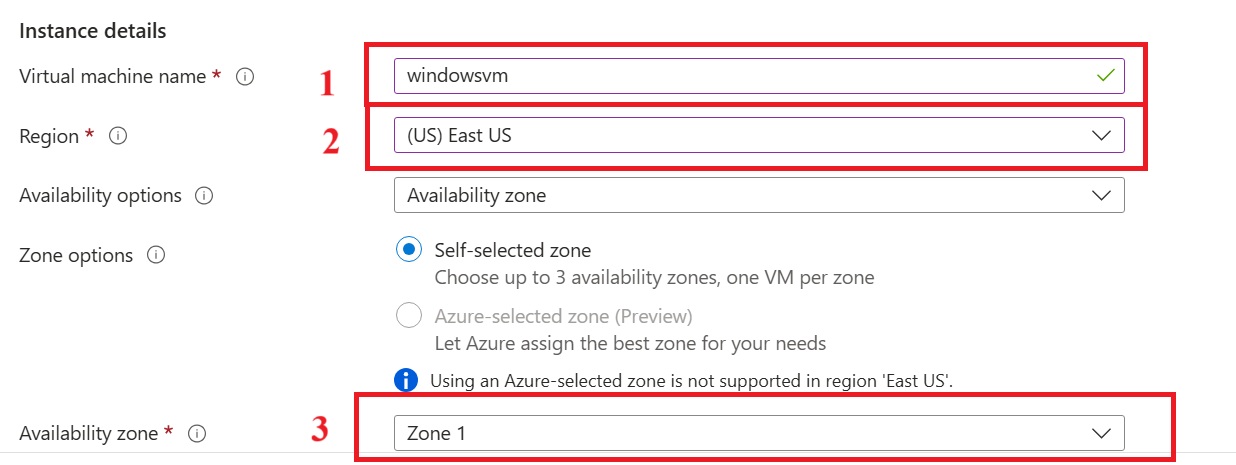 Instance details
Virtual machine name * 1 windowsvm
Region * 2 (US) East US
Availability options Availability zone
Zone options Self-selected zone
Choose up to 3 availability zones, one VM per zone
Azure-selected zone (Preview)
Let Azure assign the best zone for your needs
Using an Azure-selected zone is not supported in region 'East US'.
Availability zone * 3 Zone 1